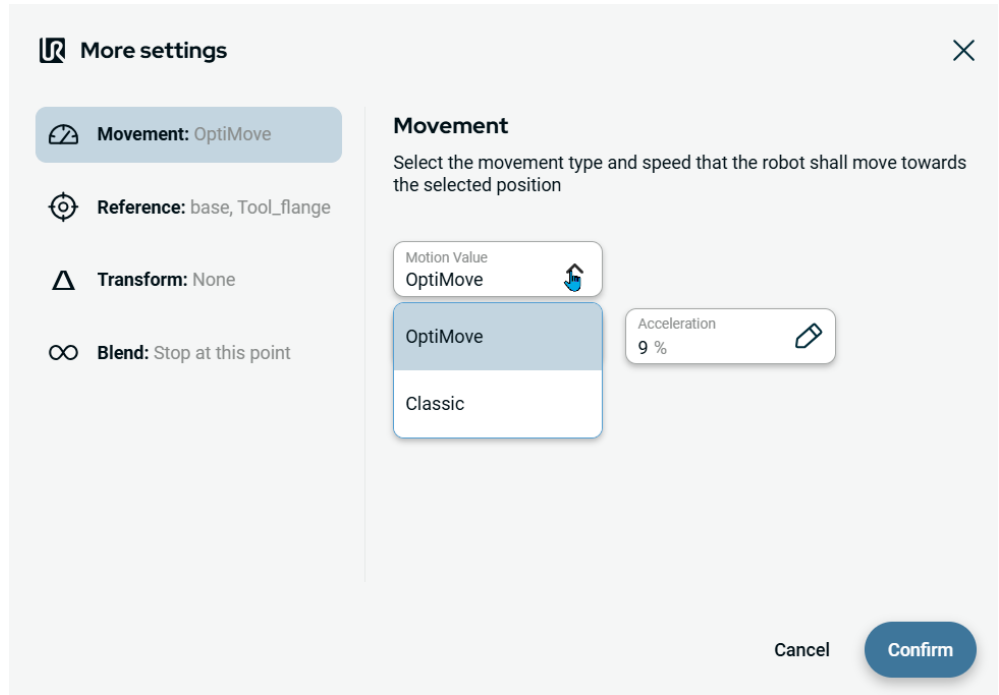 More settings
Movement: OptiMove
Reference: base, Tool_flange
Transform: None
Blend: Stop at this point
Movement
Select the movement type and speed that the robot shall move towards
the selected position
Motion Value
OptiMove
OptiMove
Classic
Acceleration
9 %
Cancel
Confirm